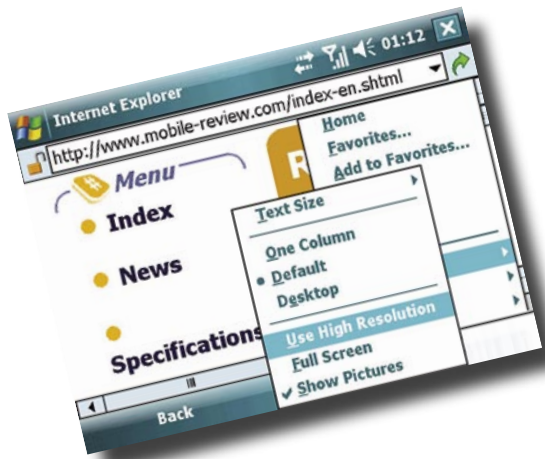 Internet Explorer
01:12
http://www.mobile-review.com/index-en.shtml
Menu
Index
News
Specifications
R
Home
Favorites...
Add to Favorites...
Text Size
One Column
Default
Desktop
Use High Resolution
Full Screen
Show Pictures
Back